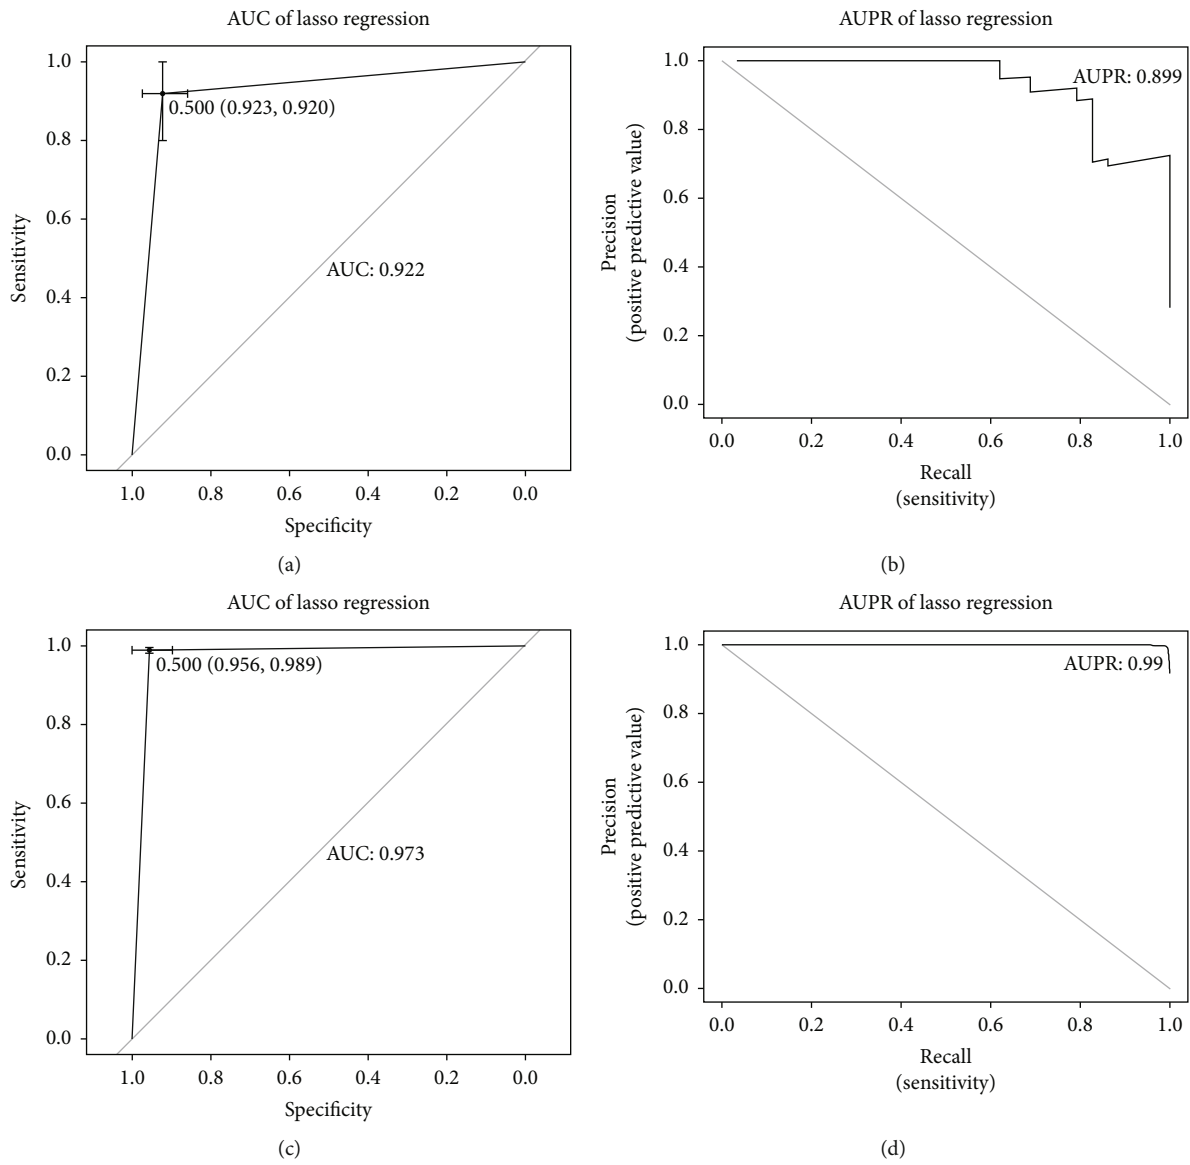 AUC of lasso regression
1.0
0.8
0.6
0.4
0.2
0.0
Sensitivity
0.500 (0.923, 0.920)
AUC: 0.922
1.0 0.8 0.6 0.4 0.2 0.0
Specificity
(a)
AUPR of lasso regression
1.0
0.8
0.6
0.4
0.2
0.0
Precision
(positive predictive value)
AUPR: 0.899
0.0 0.2 0.4 0.6 0.8 1.0
Recall
(sensitivity)
(b)
AUC of lasso regression
1.0
0.8
0.6
0.4
0.2
0.0
Sensitivity
0.500 (0.956, 0.989)
AUC: 0.973
1.0 0.8 0.6 0.4 0.2 0.0
Specificity
(c)
AUPR of lasso regression
1.0
0.8
0.6
0.4
0.2
0.0
Precision
(positive predictive value)
AUPR: 0.99
0.0 0.2 0.4 0.6 0.8 1.0
Recall
(sensitivity)
(d)